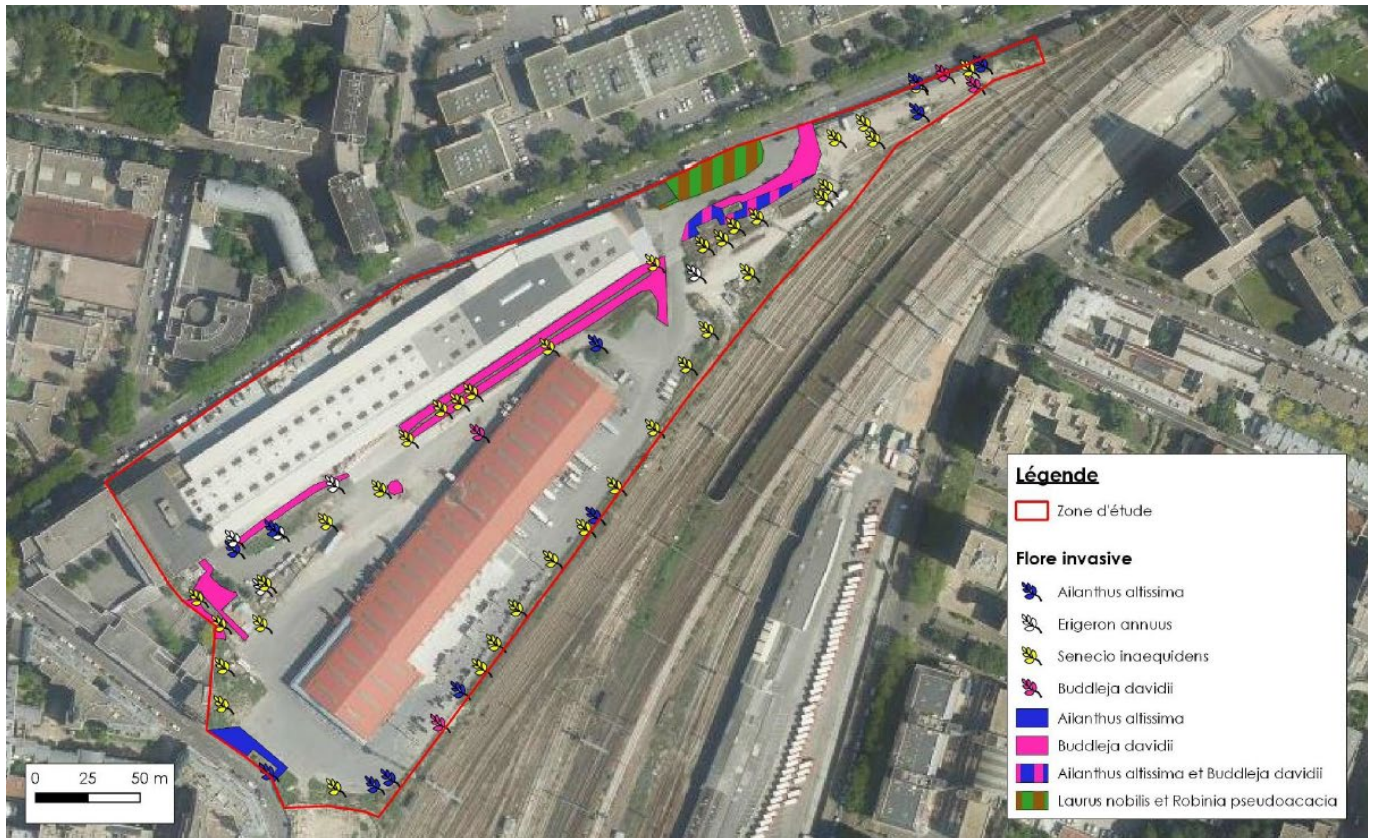 Légende
Zone d'étude
Flore invasive
Ailanthus altissima
Erigeron annuus
Senecio inaequidens
Buddleja davidii
Ailanthus altissima
Buddleja davidii
Ailanthus altissima et Buddleja davidii
Laurus nobilis et Robinia pseudoacacia
0 25 50 m